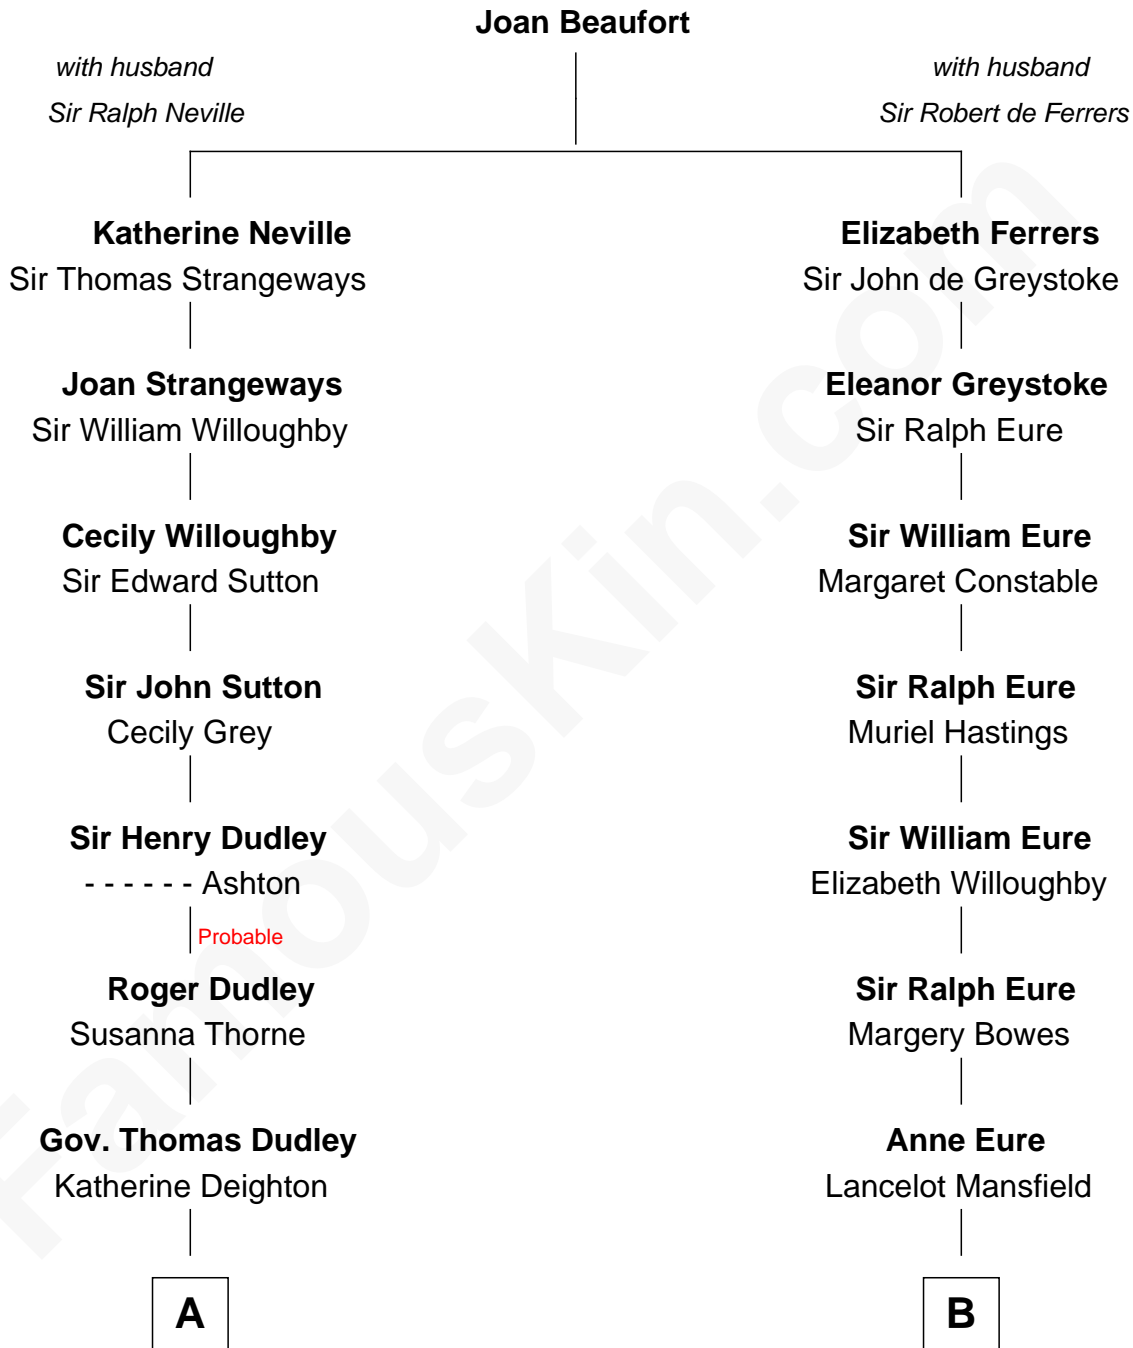 Joan Beaufort
with husband
Sir Ralph Neville
with husband
Sir Robert de Ferrers
Katherine Neville
Sir Thomas Strangeways
Joan Strangeways
Sir William Willoughby
Cecily Willoughby
Sir Edward Sutton
Sir John Sutton
Cecily Grey
Sir Henry Dudley
- - - - - - Ashton
Probable
Roger Dudley
Susanna Thorne
Gov. Thomas Dudley
Katherine Deighton
A
Elizabeth Ferrers
Sir John de Greystoke
Eleanor Greystoke
Sir Ralph Eure
Sir William Eure
Margaret Constable
Sir Ralph Eure
Muriel Hastings
Sir William Eure
Elizabeth Willoughby
Sir Ralph Eure
Margery Bowes
Anne Eure
Lancelot Mansfield
B
FamousKin.com